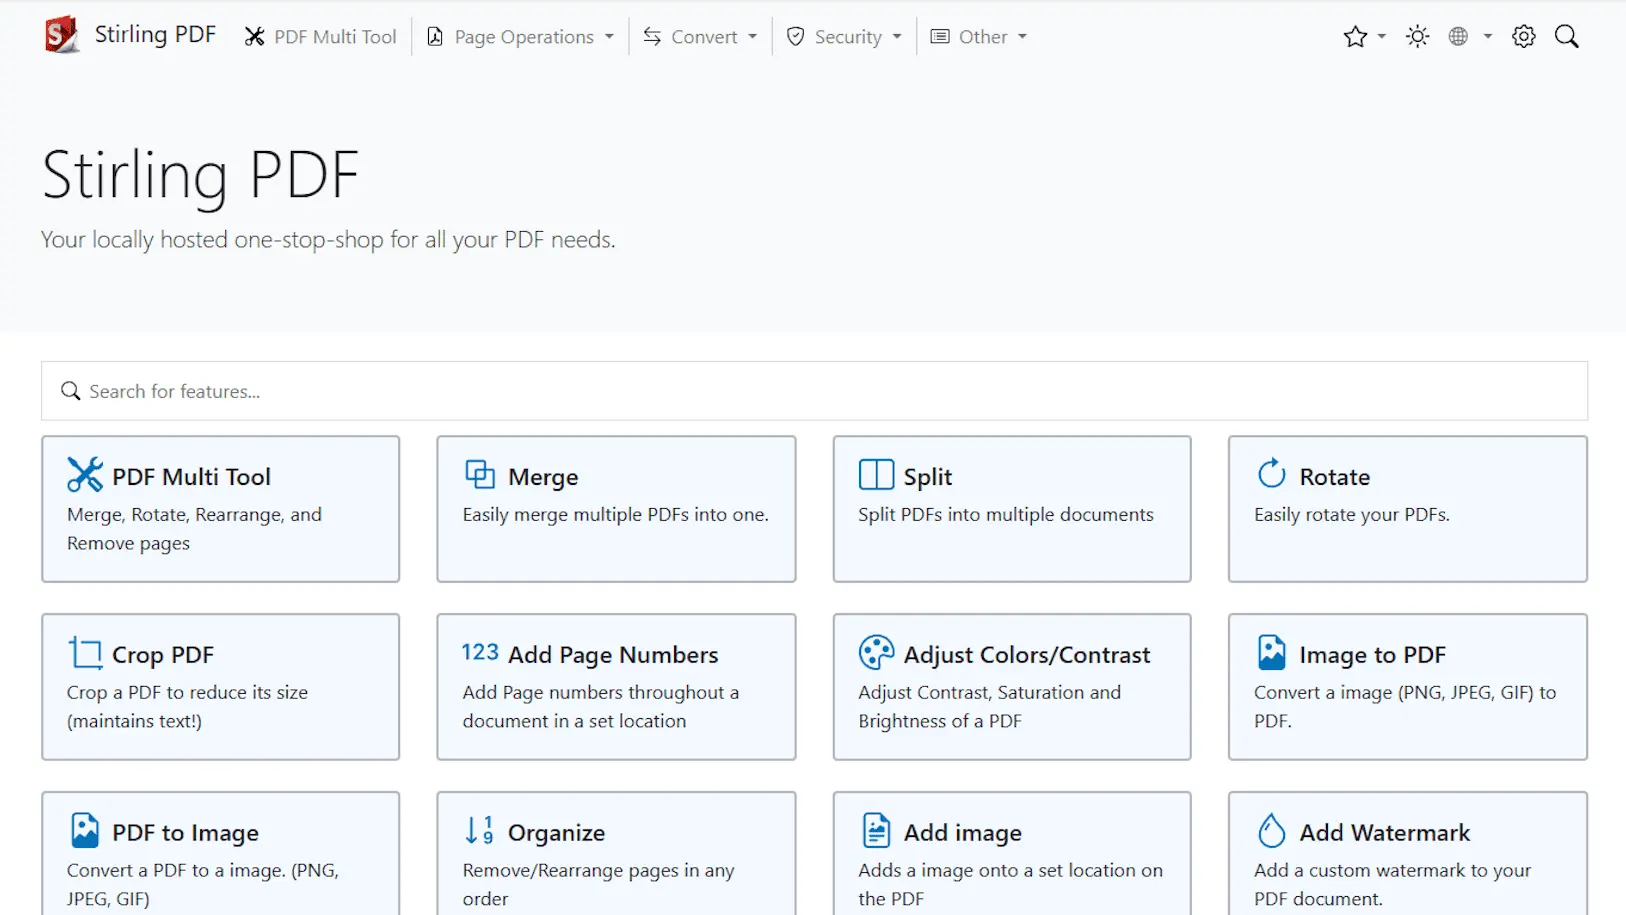 Stirling PDF PDF Multi Tool Page Operations Convert Security Other
Stirling PDF
Your locally hosted one-stop-shop for all your PDF needs.
Search for features...
PDF Multi Tool
Merge, Rotate, Rearrange, and
Remove pages
Merge
Easily merge multiple PDFs into one.
Split
Split PDFs into multiple documents
Rotate
Easily rotate your PDFs.
Crop PDF
Crop a PDF to reduce its size
(maintains text!)
123 Add Page Numbers
Add Page numbers throughout a
document in a set location
Adjust Colors/Contrast
Adjust Contrast, Saturation and
Brightness of a PDF
Image to PDF
Convert a image (PNG, JPEG, GIF) to
PDF.
PDF to Image
Convert a PDF to a image. (PNG,
JPEG, GIF)
Organize
Remove/Rearrange pages in any
order
Add image
Adds a image onto a set location on
the PDF
Add Watermark
Add a custom watermark to your
PDF document.